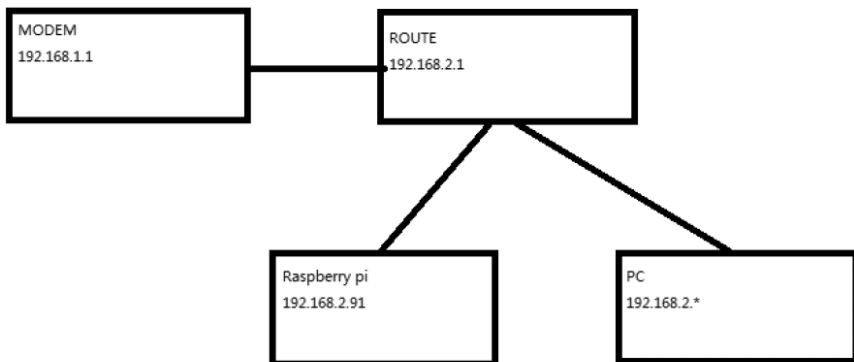 MODEM
192.168.1.1
ROUTE
192.168.2.1
Raspberry pi
192.168.2.91
PC
192.168.2.*